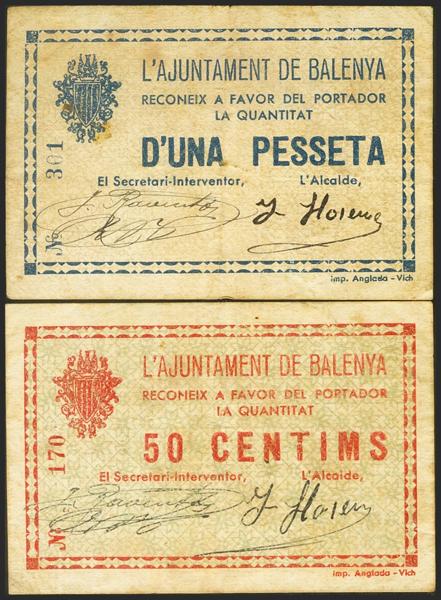 L'AJUNTAMENT DE BALENYA
RECONEIX A FAVOR DEL PORTADOR
LA QUANTITAT
D'UNA PESSETA
El Secretari-Interventor, L'Alcalde,
Nº 301
imp. Anglada - Vich
L'AJUNTAMENT DE BALENYA
RECONEIX A FAVOR DEL PORTADOR
LA QUANTITAT
50 CENTIMS
El Secretari-Interventor, L'Alcalde,
Nº 170
imp. Anglada - Vich